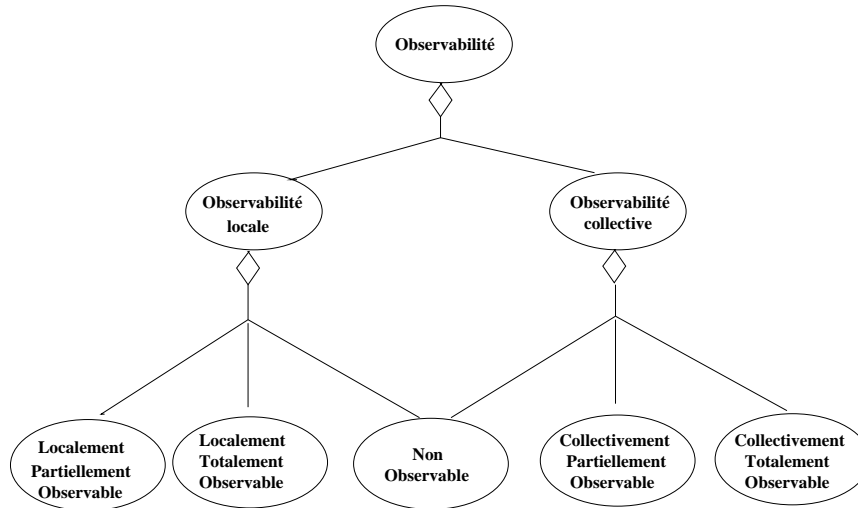 Observabilité
Observabilité
locale
Observabilité
collective
Localement
Partiellement
Observable
Localement
Totalement
Observable
Non
Observable
Collectivement
Partiellement
Observable
Collectivement
Totalement
Observable